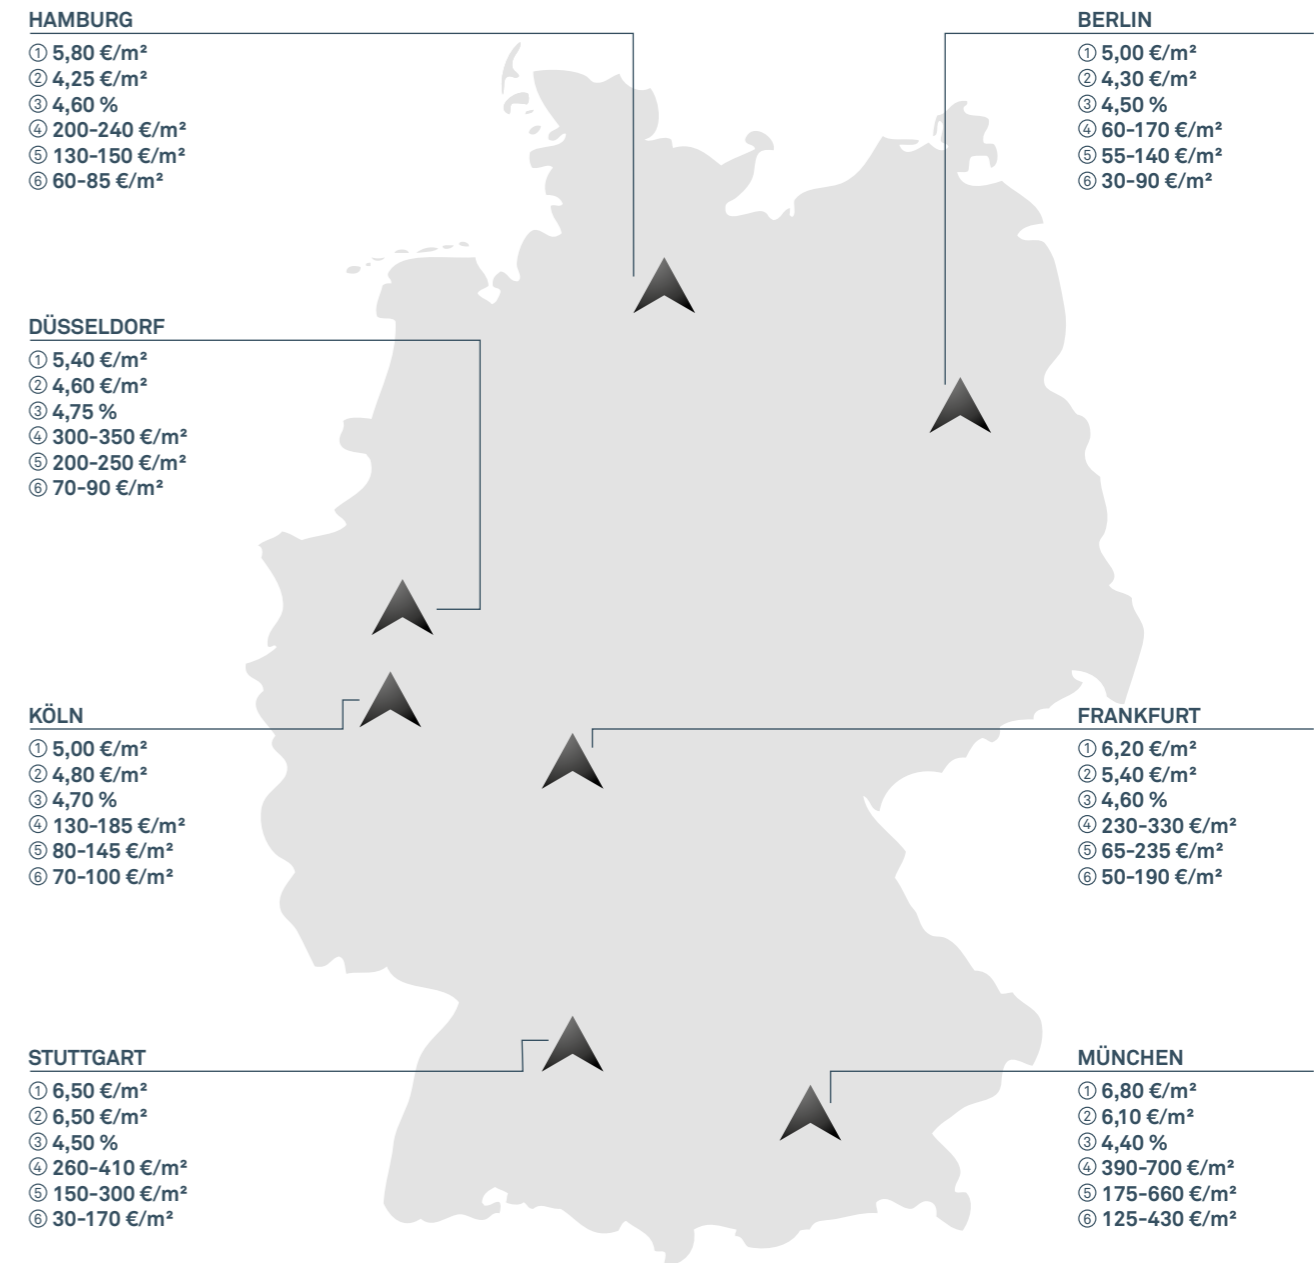 HAMBURG
① 5,80 €/m²
② 4,25 €/m²
③ 4,60 %
④ 200-240 €/m²
⑤ 130-150 €/m²
⑥ 60-85 €/m²
BERLIN
① 5,00 €/m²
② 4,30 €/m²
③ 4,50 %
④ 60-170 €/m²
⑤ 55-140 €/m²
⑥ 30-90 €/m²
DÜSSELDORF
① 5,40 €/m²
② 4,60 €/m²
③ 4,75 %
④ 300-350 €/m²
⑤ 200-250 €/m²
⑥ 70-90 €/m²
KÖLN
① 5,00 €/m²
② 4,80 €/m²
③ 4,70 %
④ 130-185 €/m²
⑤ 80-145 €/m²
⑥ 70-100 €/m²
FRANKFURT
① 6,20 €/m²
② 5,40 €/m²
③ 4,60 %
④ 230-330 €/m²
⑤ 65-235 €/m²
⑥ 50-190 €/m²
STUTTGART
① 6,50 €/m²
② 6,50 €/m²
③ 4,50 %
④ 260-410 €/m²
⑤ 150-300 €/m²
⑥ 30-170 €/m²
MÜNCHEN
① 6,80 €/m²
② 6,10 €/m²
③ 4,40 %
④ 390-700 €/m²
⑤ 175-660 €/m²
⑥ 125-430 €/m²